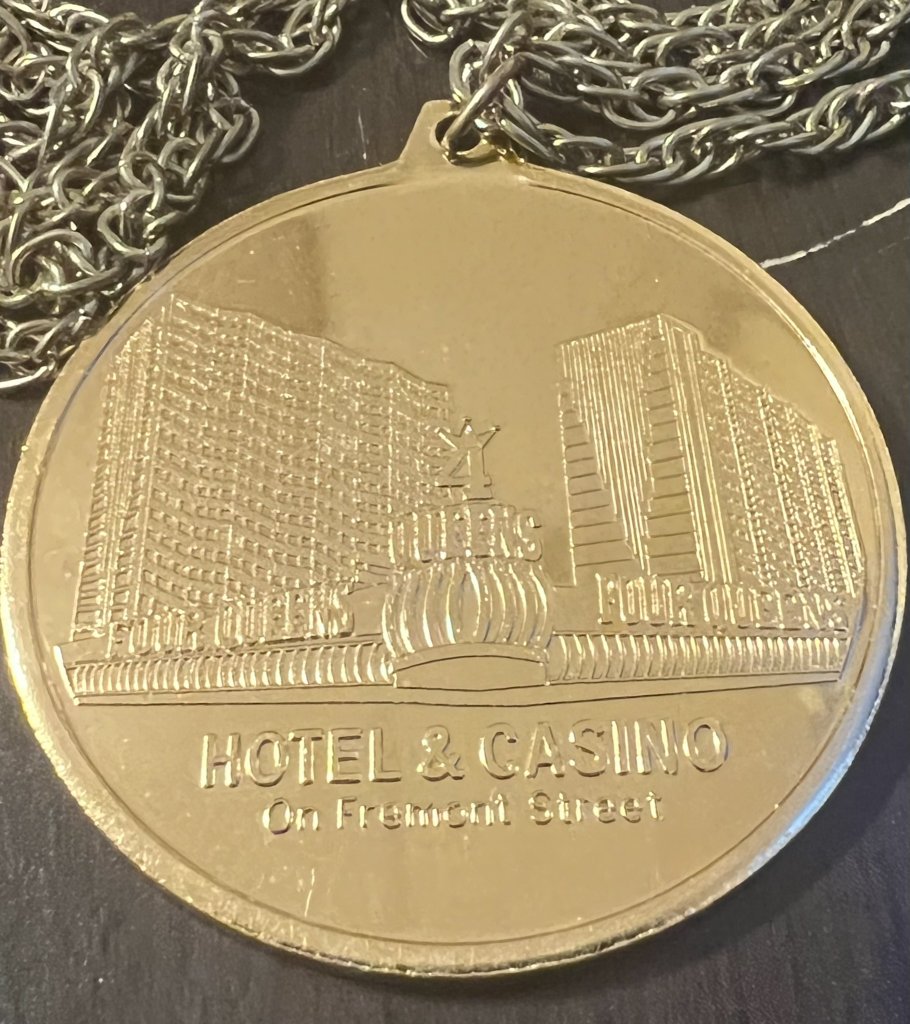 4
QUEENS
FOUR QUEENS
FOUR QUEENS
HOTEL & CASINO
On Fremont Street